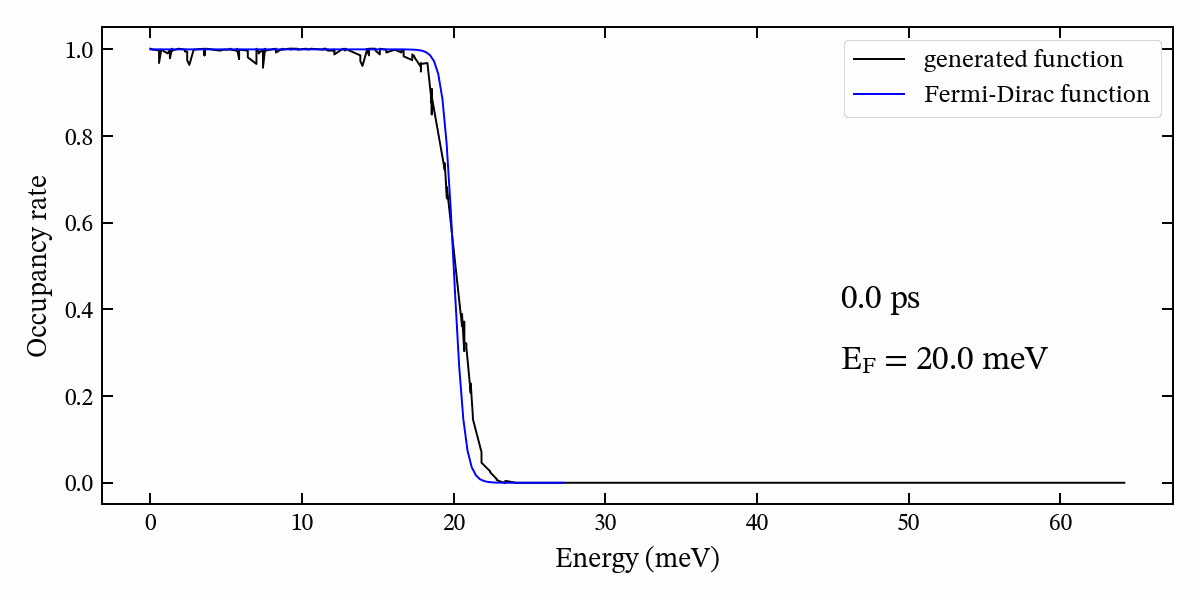 generated function
Fermi-Dirac function
1.0
0.8
0.6
0.4
0.2
0.0
Occupancy rate
0.0 ps
E_F = 20.0 meV
0 10 20 30 40 50 60
Energy (meV)